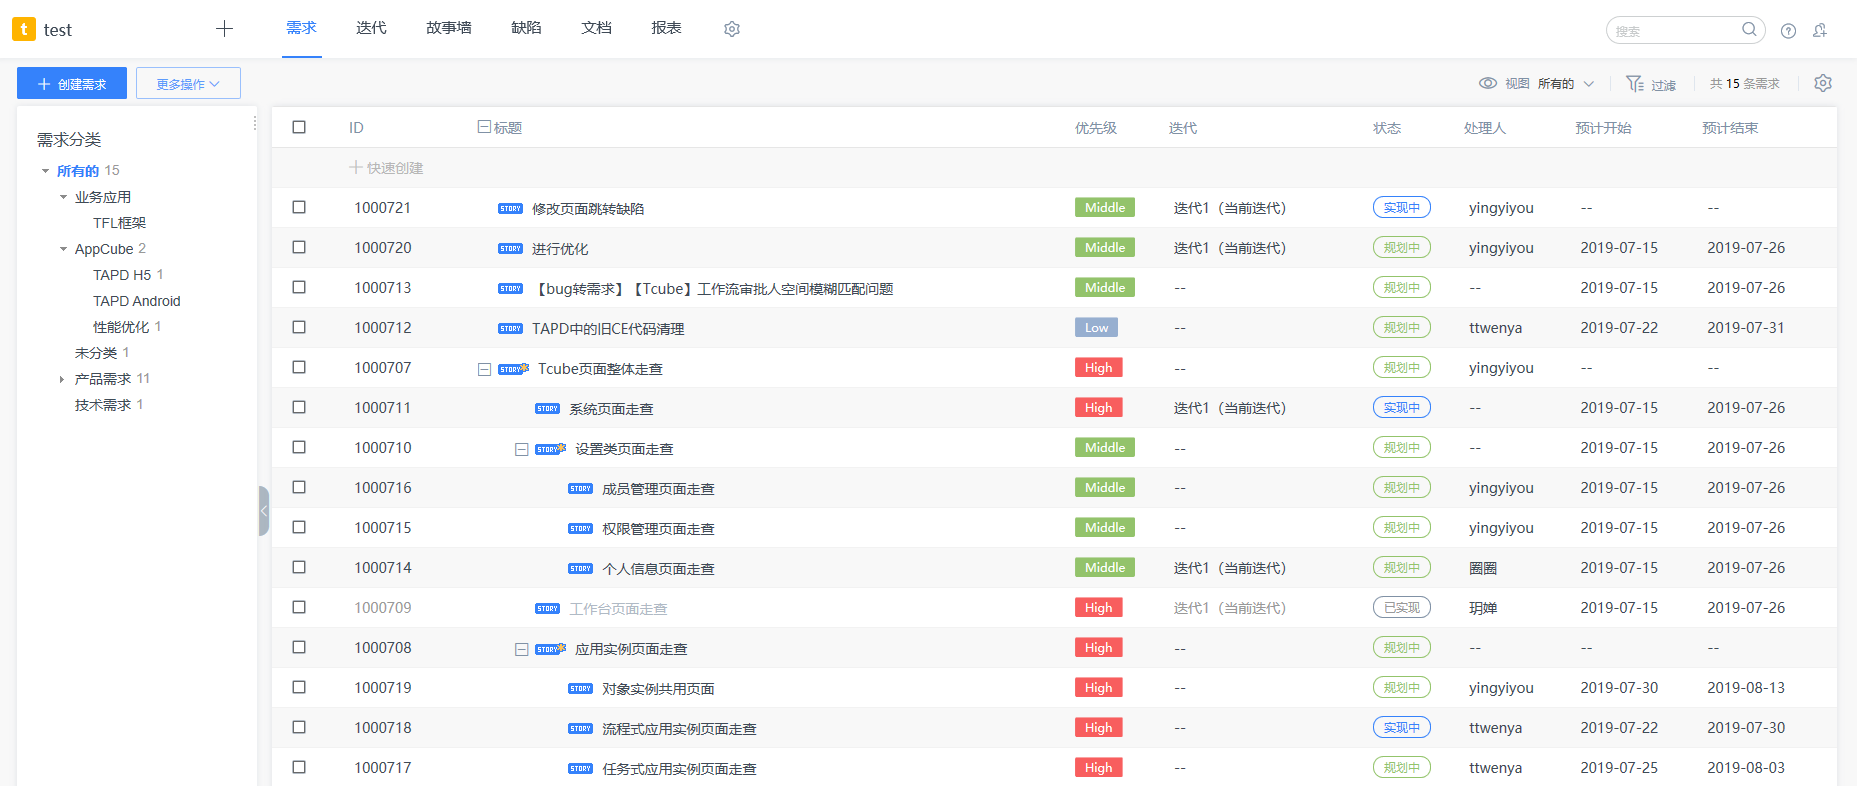 t test 需求 迭代 故事墙 缺陷 文档 报表 搜索
创建需求 更多操作 视图 所有的 过滤 共 15 条需求
需求分类
所有的 15
业务应用
TFL框架
AppCube 2
TAPD H5 1
TAPD Android
性能优化 1
未分类 1
产品需求 11
技术需求 1
ID 标题 优先级 迭代 状态 处理人 预计开始 预计结束
快速创建
1000721 STORY 修改页面跳转缺陷 Middle 迭代1（当前迭代） 实现中 yingyiyou -- --
1000720 STORY 进行优化 Middle 迭代1（当前迭代） 规划中 yingyiyou 2019-07-15 2019-07-26
1000713 STORY 【bug转需求】【Tcube】工作流审批人空间模糊匹配问题 Middle -- 规划中 -- 2019-07-15 2019-07-26
1000712 STORY TAPD中的旧CE代码清理 Low -- 规划中 ttwenya 2019-07-22 2019-07-31
1000707 STORY Tcube页面整体走查 High -- 规划中 yingyiyou -- --
1000711 STORY 系统页面走查 High 迭代1（当前迭代） 实现中 -- 2019-07-15 2019-07-26
1000710 STORY 设置类页面走查 Middle -- 规划中 -- 2019-07-15 2019-07-26
1000716 STORY 成员管理页面走查 Middle -- 规划中 yingyiyou 2019-07-15 2019-07-26
1000715 STORY 权限管理页面走查 Middle -- 规划中 yingyiyou 2019-07-15 2019-07-26
1000714 STORY 个人信息页面走查 Middle 迭代1（当前迭代） 规划中 圈圈 2019-07-15 2019-07-26
1000709 STORY 工作台页面走查 High 迭代1（当前迭代） 已实现 玥婵 2019-07-15 2019-07-26
1000708 STORY 应用实例页面走查 High -- 规划中 -- -- --
1000719 STORY 对象实例共用页面 High -- 规划中 yingyiyou 2019-07-30 2019-08-13
1000718 STORY 流程式应用实例页面走查 High -- 实现中 ttwenya 2019-07-22 2019-07-30
1000717 STORY 任务式应用实例页面走查 High -- 规划中 ttwenya 2019-07-25 2019-08-03